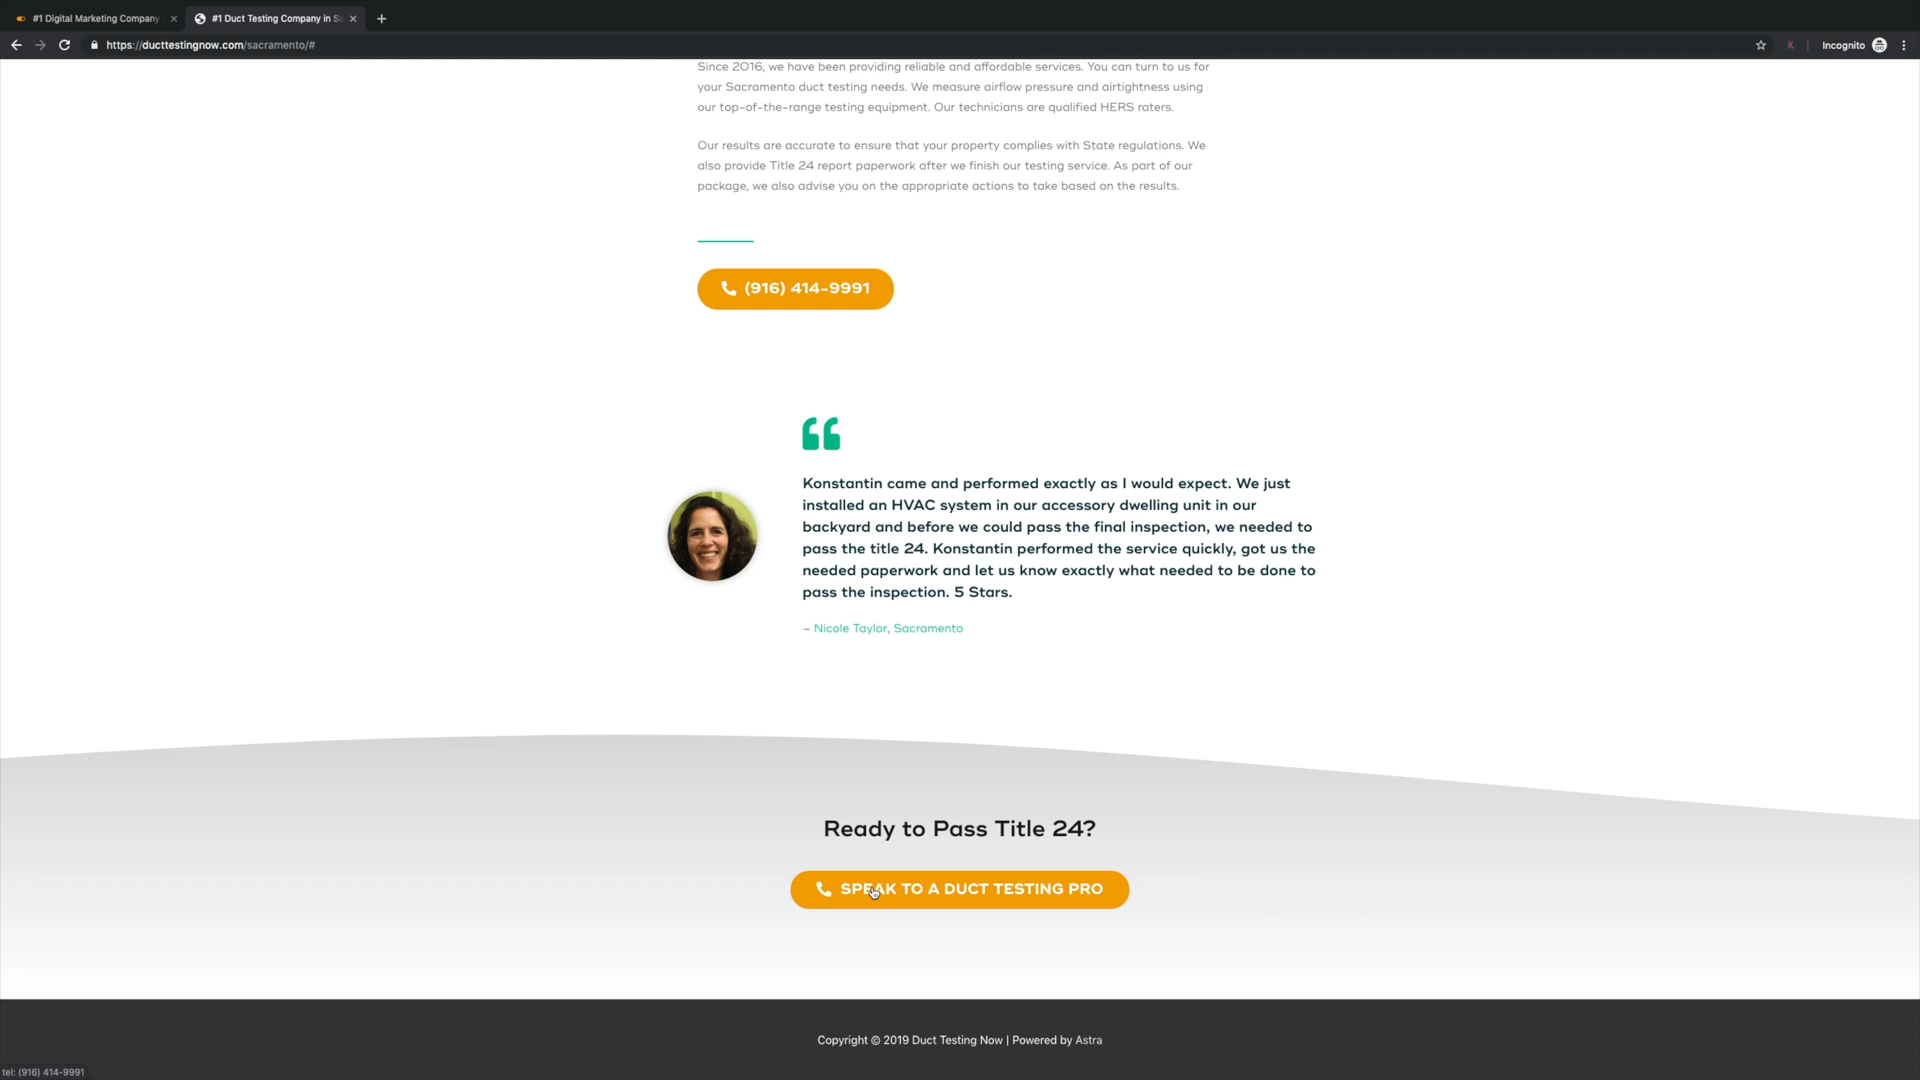 #1 Digital Marketing Company
#1 Duct Testing Company in Sa
https://ducttestingnow.com/sacramento/#
K
Incognito
Since 2016, we have been providing reliable and affordable services. You can turn to us for
your Sacramento duct testing needs. We measure airflow pressure and airtightness using
our top-of-the-range testing equipment. Our technicians are qualified HERS raters.
Our results are accurate to ensure that your property complies with State regulations. We
also provide Title 24 report paperwork after we finish our testing service. As part of our
package, we also advise you on the appropriate actions to take based on the results.
(916) 414-9991
Konstantin came and performed exactly as I would expect. We just
installed an HVAC system in our accessory dwelling unit in our
backyard and before we could pass the final inspection, we needed to
pass the title 24. Konstantin performed the service quickly, got us the
needed paperwork and let us know exactly what needed to be done to
pass the inspection. 5 Stars.
– Nicole Taylor, Sacramento
Ready to Pass Title 24?
SPEAK TO A DUCT TESTING PRO
Copyright © 2019 Duct Testing Now | Powered by Astra
tel: (916) 414-9991